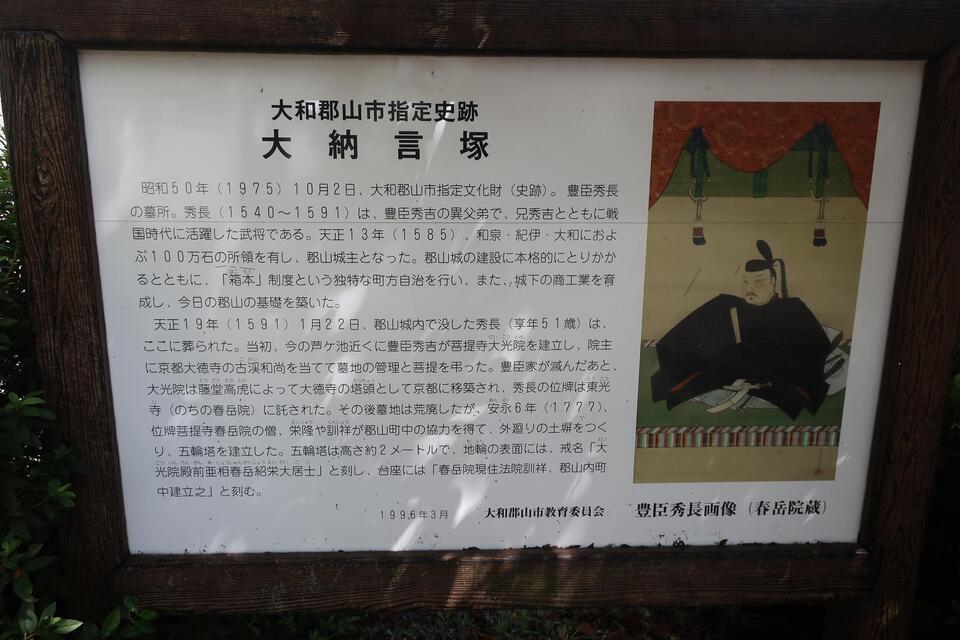 大和郡山市指定史跡
大納言塚
昭和50年（1975）10月2日、大和郡山市指定文化財（史跡）。豊臣秀長
の墓所。秀長（1540～1591）は、豊臣秀吉の異父弟で、兄秀吉とともに戦
国時代に活躍した武将である。天正13年（1585）、和泉・紀伊・大和におよ
ぶ100万石の所領を有し、郡山城主となった。郡山城の建設に本格的にとりかか
るとともに、「箱本」制度という独特な町方自治を行い、また、城下の商工業を育
成し、今日の郡山の基礎を築いた。
天正19年（1591）1月22日、郡山城内で没した秀長（享年51歳）は、
ここに葬られた。当初、今の芦ケ池近くに豊臣秀吉が菩提寺大光院を建立し、院主
に京都大徳寺の古渓和尚を当てて墓地の管理と菩提を弔った。豊臣家が滅んだあと、
大光院は藤堂高虎によって大徳寺の塔頭として京都に移築され、秀長の位牌は東光
寺（のちの春岳院）に託された。その後墓地は荒廃したが、安永6年（1777）、
位牌菩提寺春岳院の僧、栄隆や訓祥が郡山町中の協力を得て、外廻りの土塀をつく
り、五輪塔を建立した。五輪塔は高さ約2メートルで、地輪の表面には、戒名「大
光院殿前亜相春岳紹栄大居士」と刻し、台座には「春岳院現住法院訓祥、郡山内町
中建立之」と刻む。
1996年3月　大和郡山市教育委員会
豊臣秀長画像（春岳院蔵）